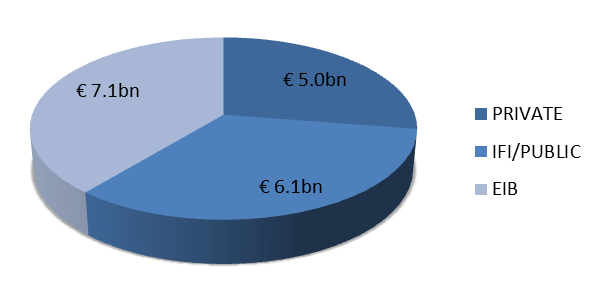 € 7.1bn
€ 5.0bn
€ 6.1bn
PRIVATE
IFI/PUBLIC
EIB